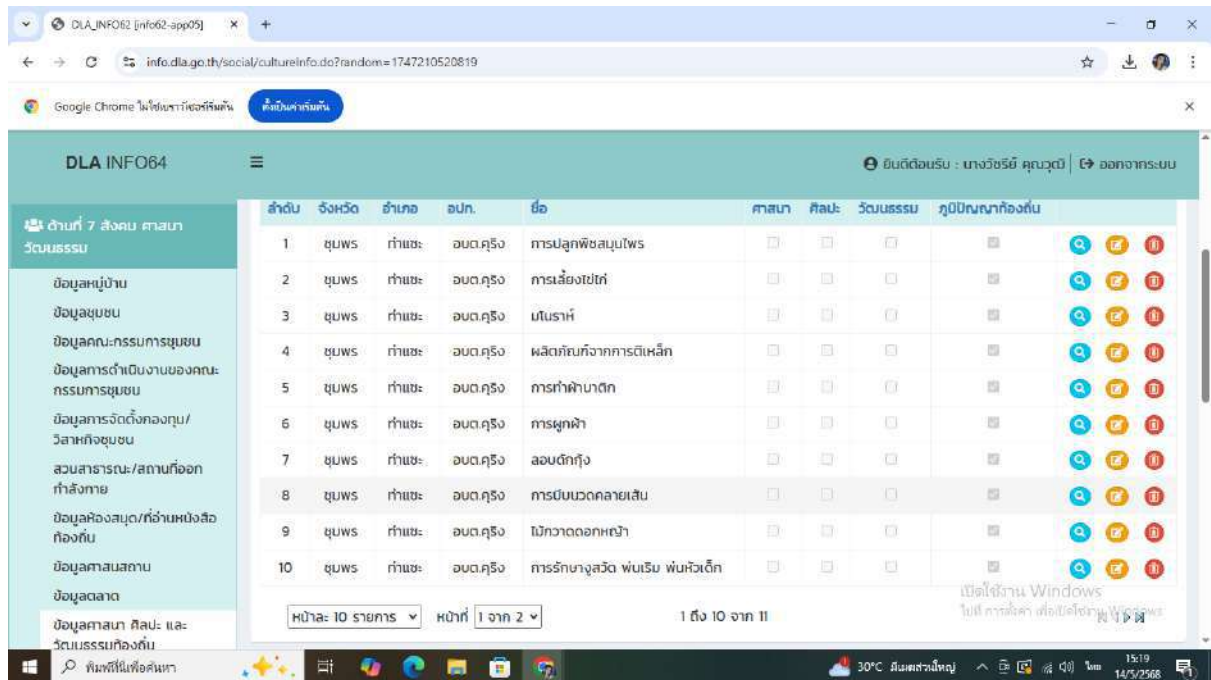 DLA_INFO62 [info62-app05]
info.dla.go.th/social/cultureInfo.do?random=1747210520819
Google Chrome ไม่ใช่เบราว์เซอร์เริ่มต้น ตั้งเป็นค่าเริ่มต้น
DLA INFO64 ยินดีต้อนรับ : นางวัชรีย์ คุณวุฒิ ออกจากระบบ
ด้านที่ 7 สังคม ศาสนา
วัฒนธรรม
ข้อมูลหมู่บ้าน
ข้อมูลชุมชน
ข้อมูลคณะกรรมการชุมชน
ข้อมูลการดำเนินงานของคณะ
กรรมการชุมชน
ข้อมูลการจัดตั้งกองทุน/
วิสาหกิจชุมชน
สวนสาธารณะ/สถานที่ออก
กำลังกาย
ข้อมูลห้องสมุด/ที่อ่านหนังสือ
ท้องถิ่น
ข้อมูลศาสนสถาน
ข้อมูลตลาด
ข้อมูลศาสนา ศิลปะ และ
วัฒนธรรมท้องถิ่น
ลำดับ จังหวัด อำเภอ อปท. ชื่อ ศาสนา ศิลปะ วัฒนธรรม ภูมิปัญญาท้องถิ่น
1 ชุมพร ท่าแซะ อบต.คุริง การปลูกพืชสมุนไพร
2 ชุมพร ท่าแซะ อบต.คุริง การเลี้ยงไข่ไก่
3 ชุมพร ท่าแซะ อบต.คุริง มโนราห์
4 ชุมพร ท่าแซะ อบต.คุริง ผลิตภัณฑ์จากการตีเหล็ก
5 ชุมพร ท่าแซะ อบต.คุริง การทำผ้าบาติก
6 ชุมพร ท่าแซะ อบต.คุริง การผูกผ้า
7 ชุมพร ท่าแซะ อบต.คุริง ลอบดักกุ้ง
8 ชุมพร ท่าแซะ อบต.คุริง การบีบนวดคลายเส้น
9 ชุมพร ท่าแซะ อบต.คุริง ไม้กวาดดอกหญ้า
10 ชุมพร ท่าแซะ อบต.คุริง การรักษางูสวัด พ่นเริม พ่นหัวเด็ก
หน้าละ 10 รายการ หน้าที่ 1 จาก 2 1 ถึง 10 จาก 11
เปิดใช้งาน Windows
ไปที่ การตั้งค่า เพื่อเปิดใช้งาน Windows
พิมพ์ที่นี่เพื่อค้นหา 30°C มีแดดส่วนใหญ่ ไทย 15:19
14/5/2568